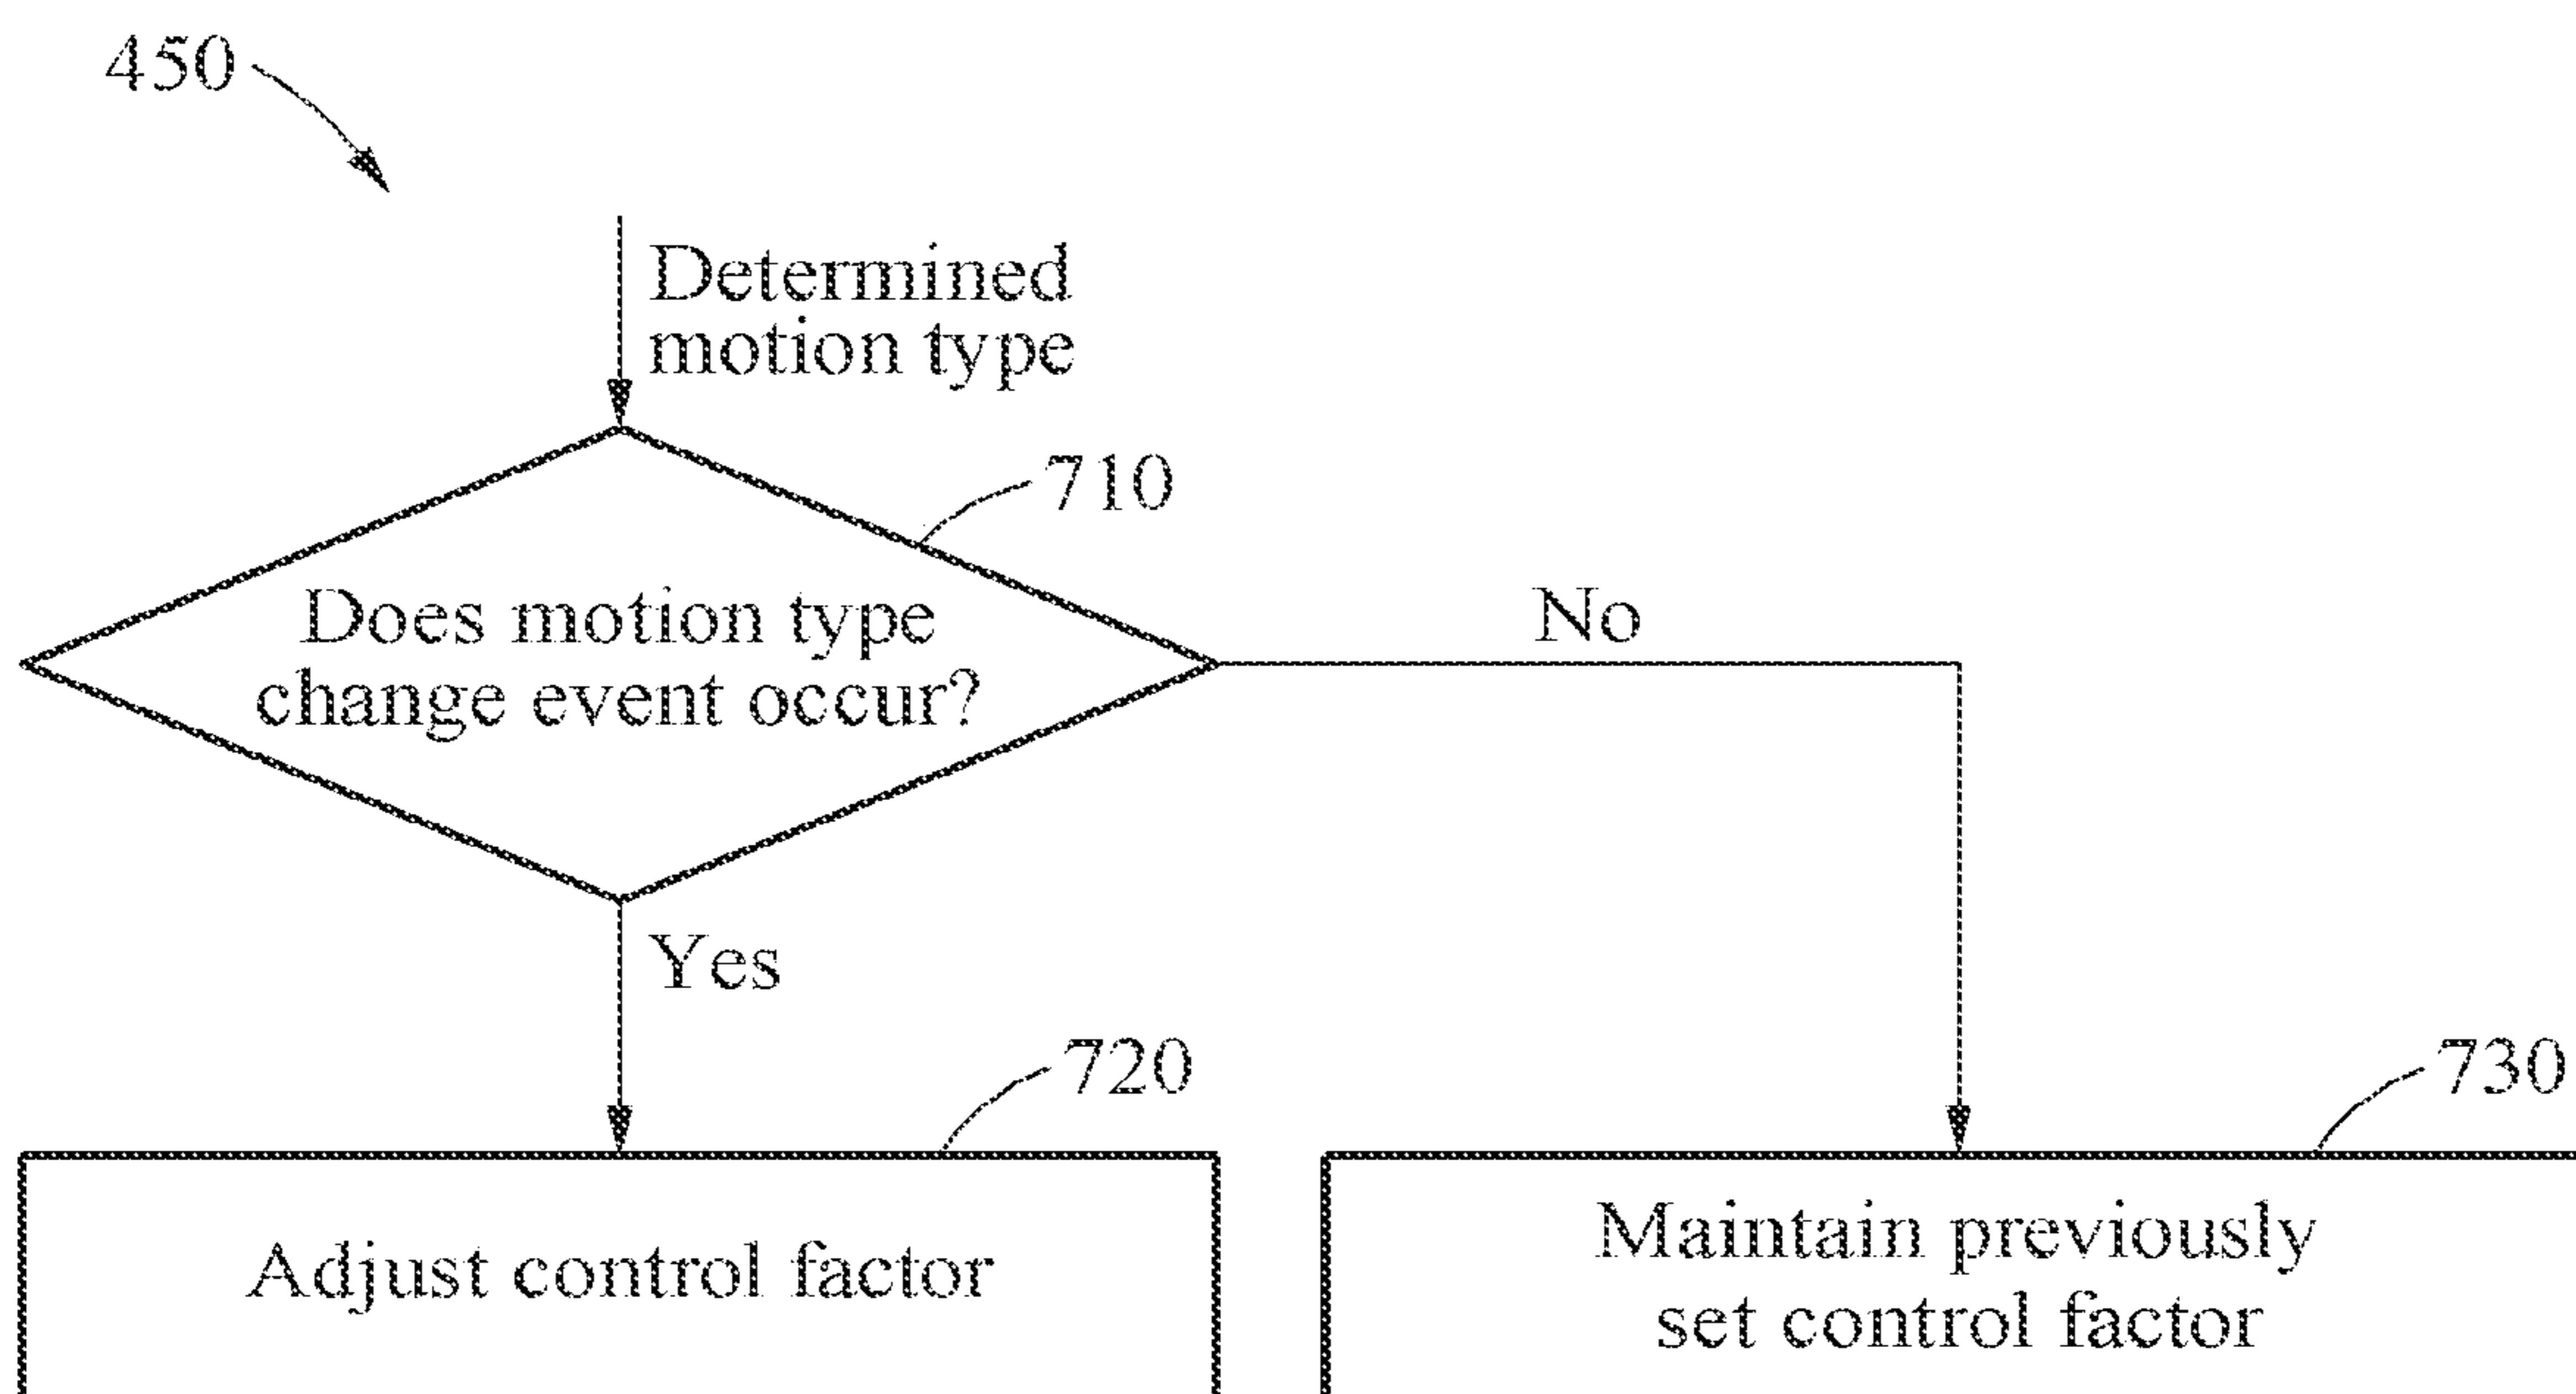 450
Determined
motion type
710
Does motion type
change event occur?
No
Yes
720
730
Adjust control factor
Maintain previously
set control factor